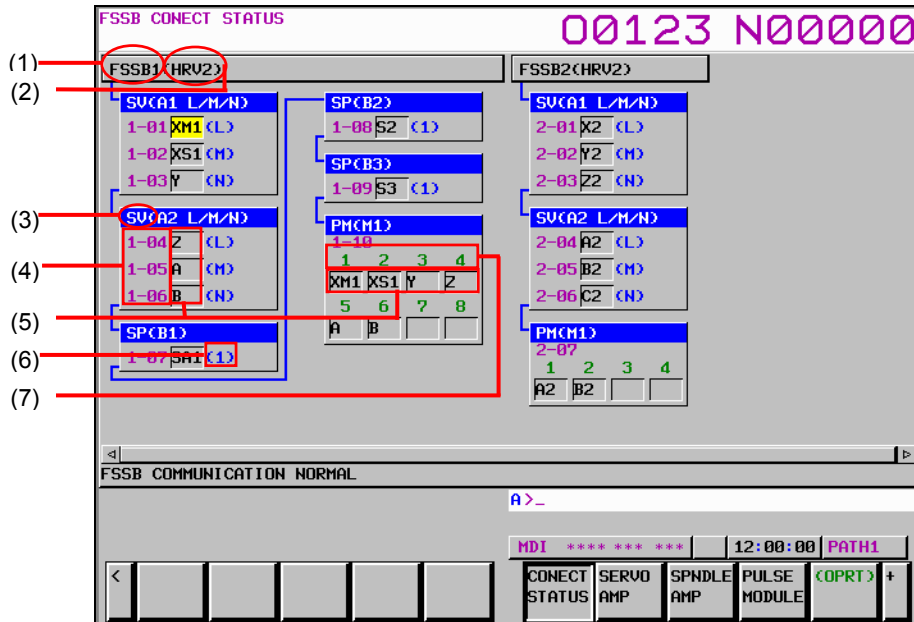 FSSB CONECT STATUS
O0123 N00000
(1)
(2)
(3)
(4)
(5)
(6)
(7)
FSSB1(HRV2)
SV(A1 L/M/N)
1-01 XM1 (L)
1-02 XS1 (M)
1-03 Y (N)
SV(A2 L/M/N)
1-04 Z (L)
1-05 A (M)
1-06 B (N)
SP(B1)
1-07 SA1 (1)
SP(B2)
1-08 S2 (1)
SP(B3)
1-09 S3 (1)
PM(M1)
1-10
1 2 3 4
XM1 XS1 Y Z
5 6 7 8
A B
FSSB2(HRV2)
SV(A1 L/M/N)
2-01 X2 (L)
2-02 Y2 (M)
2-03 Z2 (N)
SV(A2 L/M/N)
2-04 A2 (L)
2-05 B2 (M)
2-06 C2 (N)
PM(M1)
2-07
1 2 3 4
A2 B2
FSSB COMMUNICATION NORMAL
A>_
MDI **** *** *** 12:00:00 PATH1
< CONECT STATUS SERVO AMP SPNDLE AMP PULSE MODULE (OPRT) +